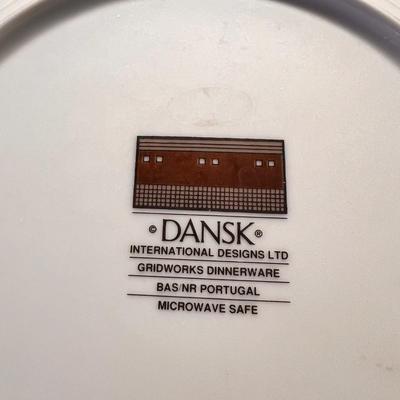 © DANSK®
INTERNATIONAL DESIGNS LTD
GRIDWORKS DINNERWARE
BAS/NR PORTUGAL
MICROWAVE SAFE